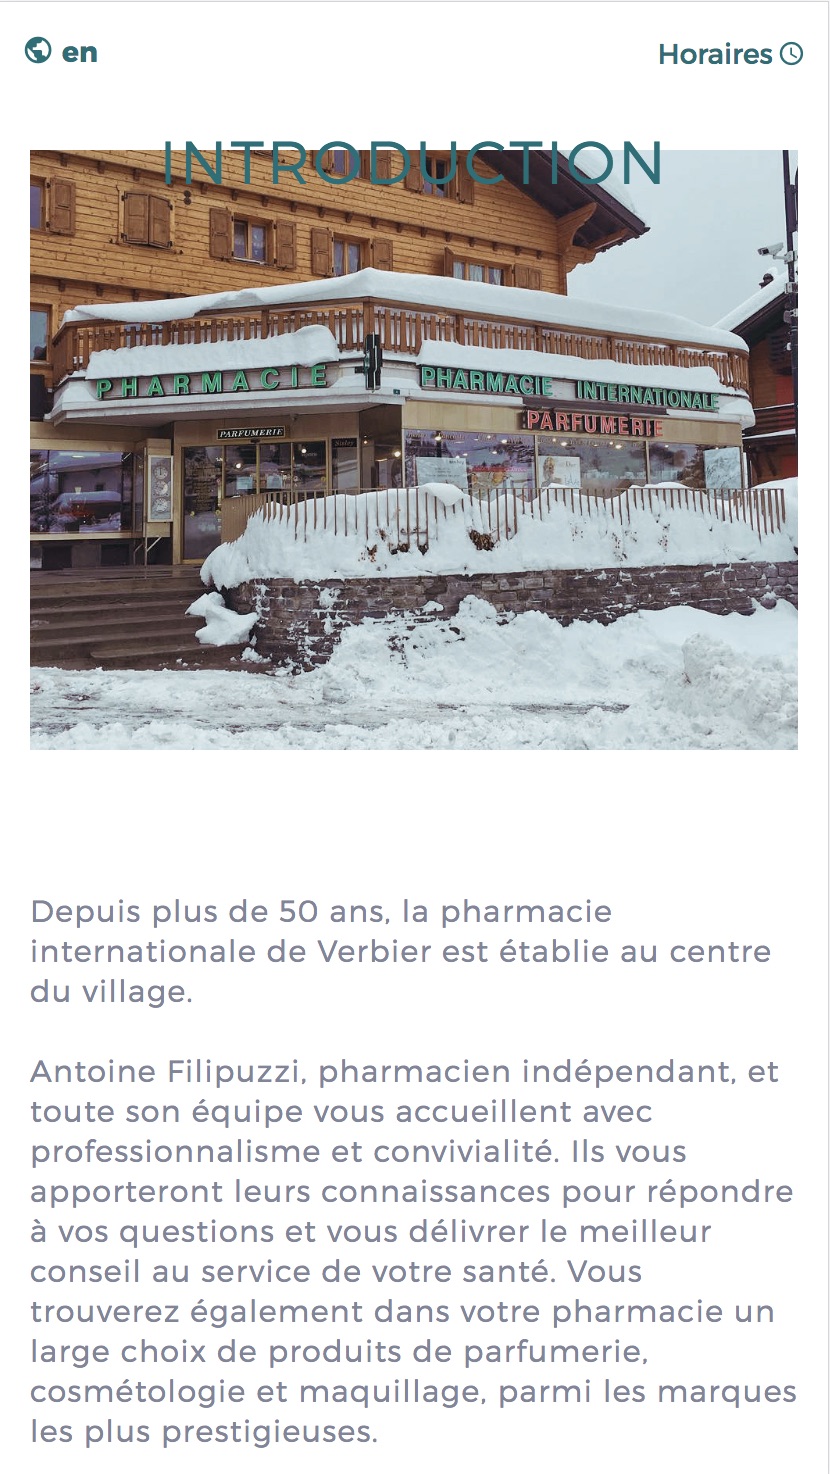 en
Horaires
INTRODUCTION
PHARMACIE
PHARMACIE INTERNATIONALE
PARFUMERIE
PARFUMERIE
Sisley
Depuis plus de 50 ans, la pharmacie
internationale de Verbier est établie au centre
du village.
Antoine Filipuzzi, pharmacien indépendant, et
toute son équipe vous accueillent avec
professionnalisme et convivialité. Ils vous
apporteront leurs connaissances pour répondre
à vos questions et vous délivrer le meilleur
conseil au service de votre santé. Vous
trouverez également dans votre pharmacie un
large choix de produits de parfumerie,
cosmétologie et maquillage, parmi les marques
les plus prestigieuses.